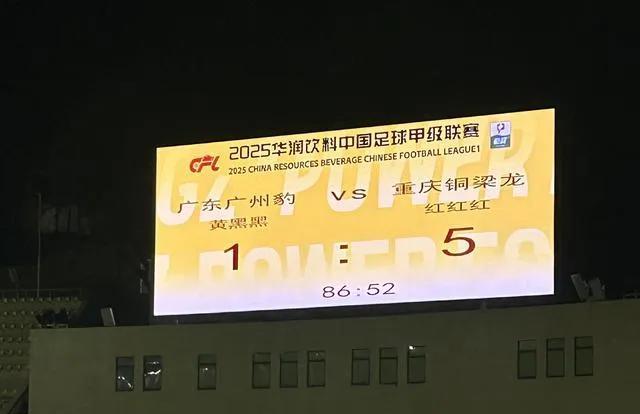 CFL 2025华润饮料中国足球甲级联赛
2025 CHINA RESOURCES BEVERAGE CHINESE FOOTBALL LEAGUE1
广东广州豹 VS 重庆铜梁龙
黄黑黑 红红红
1 : 5
86:52